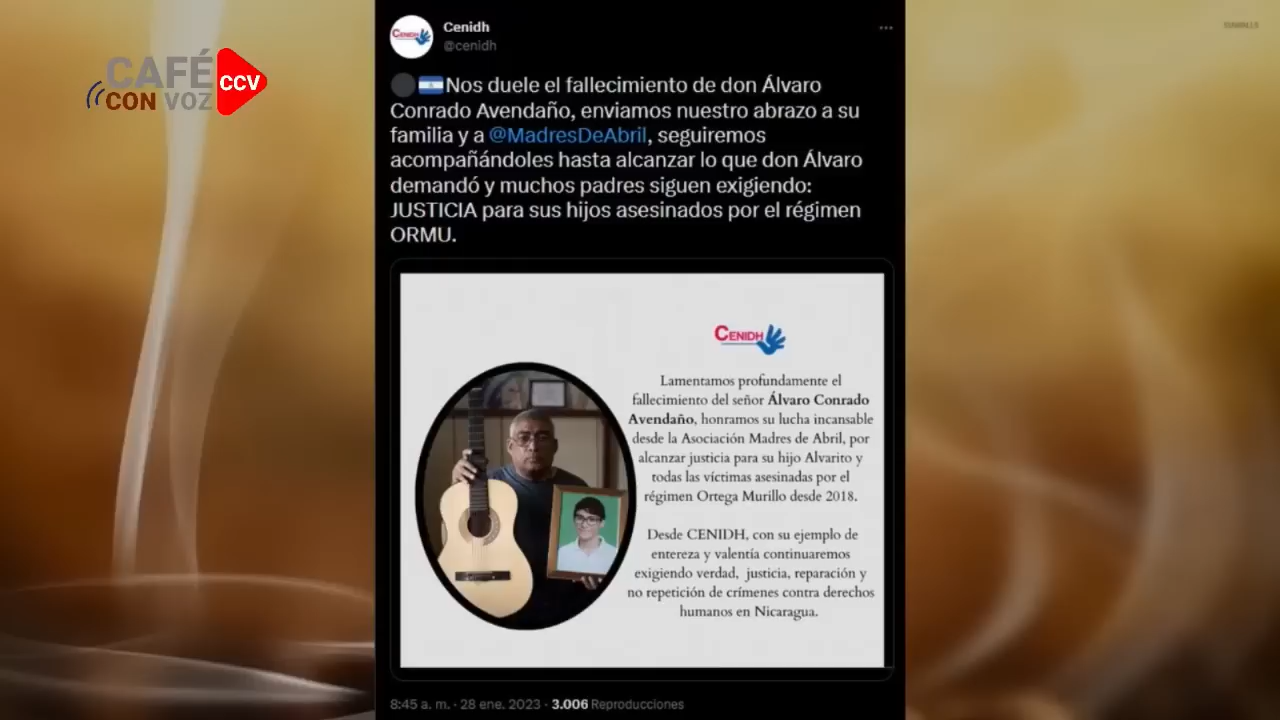 CAFÉ
CON VOZ
CCV
Cenidh
@cenidh
Nos duele el fallecimiento de don Álvaro
Conrado Avendaño, enviamos nuestro abrazo a su
familia y a @MadresDeAbril, seguiremos
acompañándoles hasta alcanzar lo que don Álvaro
demandó y muchos padres siguen exigiendo:
JUSTICIA para sus hijos asesinados por el régimen
ORMU.
CENIDH
Lamentamos profundamente el
fallecimiento del señor Álvaro Conrado
Avendaño, honramos su lucha incansable
desde la Asociación Madres de Abril, por
alcanzar justicia para su hijo Alvarito y
todas las víctimas asesinadas por el
régimen Ortega Murillo desde 2018.
Desde CENIDH, con su ejemplo de
entereza y valentía continuaremos
exigiendo verdad, justicia, reparación y
no repetición de crímenes contra derechos
humanos en Nicaragua.
8:45 a. m. · 28 ene. 2023 · 3.006 Reproducciones